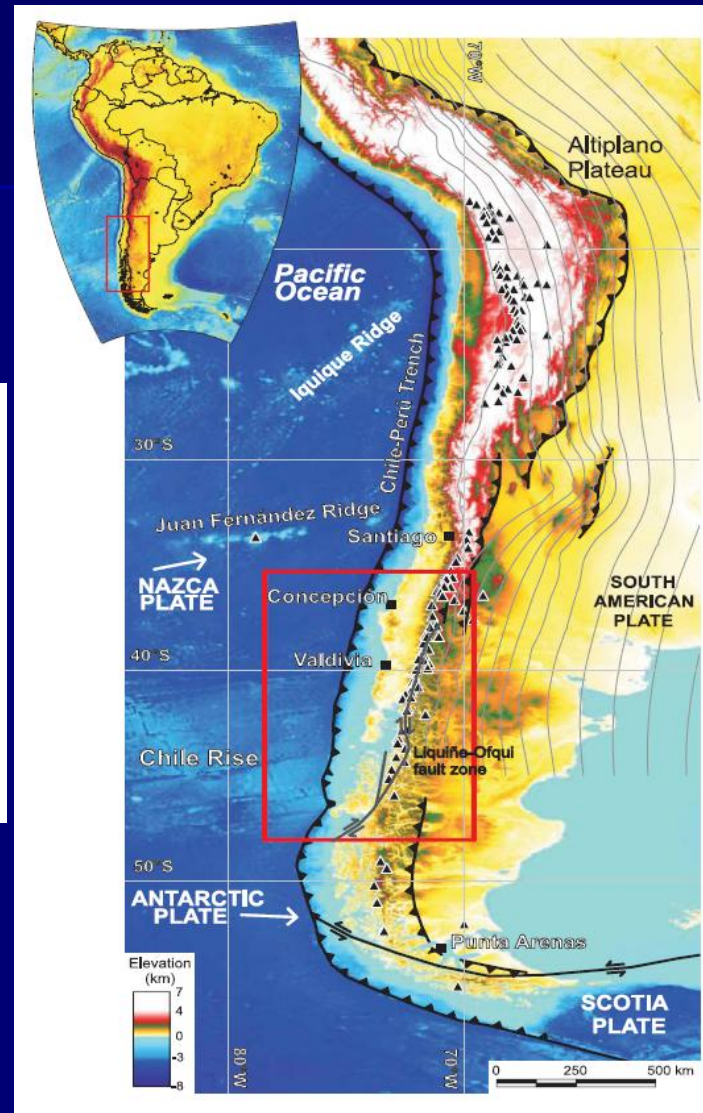 70°W
Altiplano
Plateau
Pacific
Ocean
Iquique Ridge
Chile-Perú Trench
30°S
Juan Fernández Ridge
Santiago
NAZCA
PLATE
Concepción
SOUTH
AMERICAN
PLATE
40°S
Valdivia
Chile Rise
Liquiñe-Ofqui
fault zone
50°S
ANTARCTIC
PLATE
Punta Arenas
Elevation
(km)
7
4
0
-3
-8
SCOTIA
PLATE
80°W
70°W
0 250 500 km